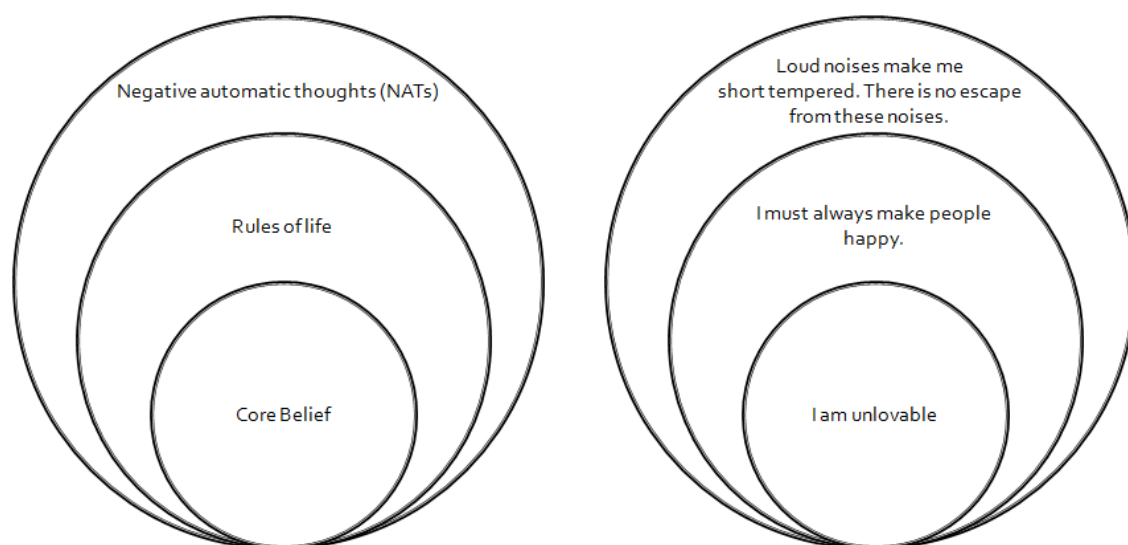 Negative automatic thoughts (NATs)
Rules of life
Core Belief
Loud noises make me
short tempered. There is no escape
from these noises.
I must always make people
happy.
I am unlovable